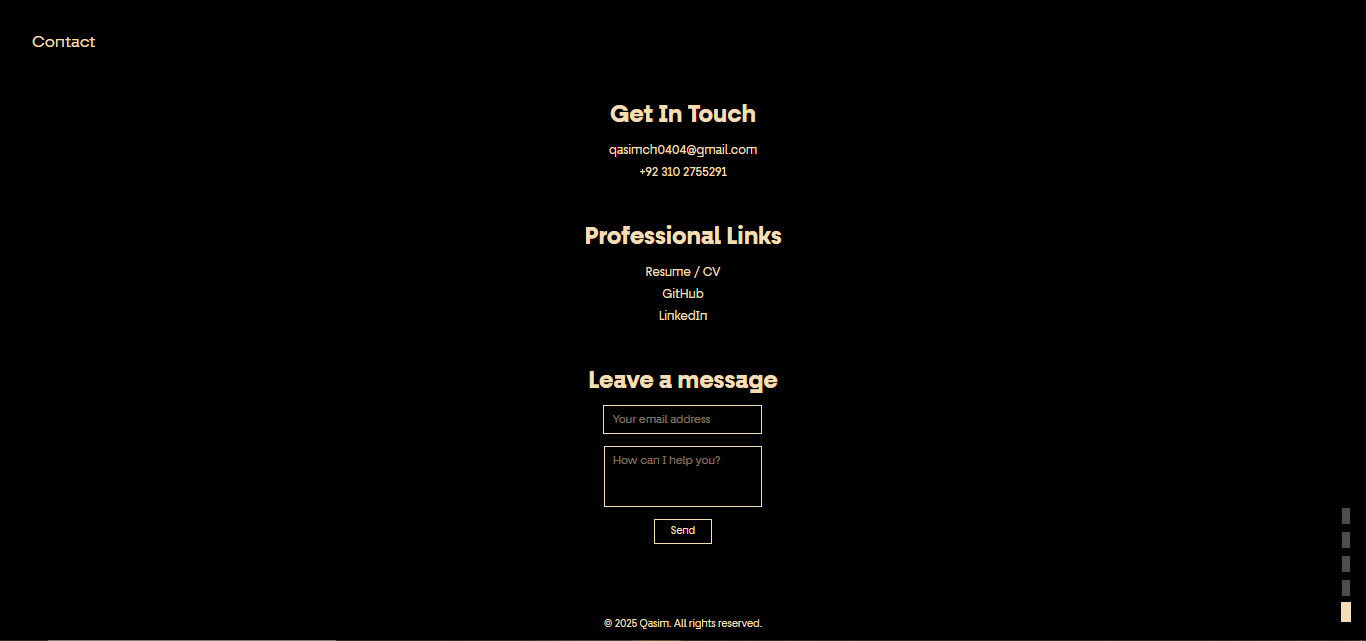 Contact
Get In Touch
qasimch0404@gmail.com
+92 310 2755291
Professional Links
Resume / CV
GitHub
LinkedIn
Leave a message
Your email address
How can I help you?
Send
© 2025 Qasim. All rights reserved.